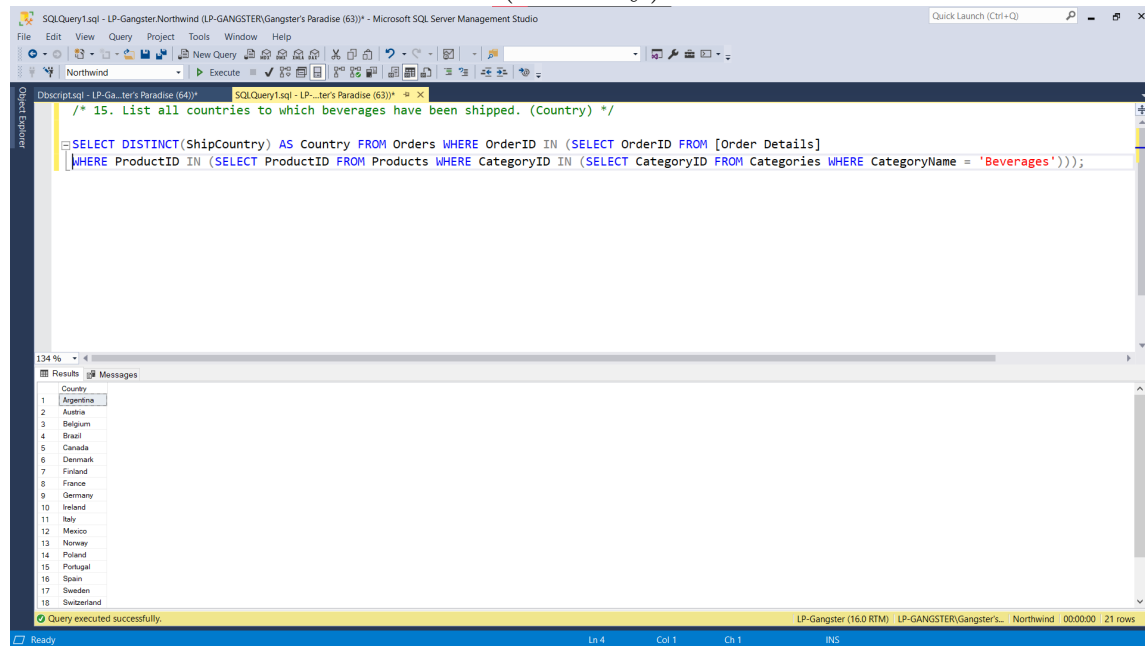 SQLQuery1.sql - LP-Gangster.Northwind (LP-GANGSTER\Gangster's Paradise (63))* - Microsoft SQL Server Management Studio
Quick Launch (Ctrl+Q)
File Edit View Query Project Tools Window Help
New Query
Northwind Execute
Object Explorer
Dbscript.sql - LP-Ga...ter's Paradise (64))* SQLQuery1.sql - LP-...ter's Paradise (63))*
/* 15. List all countries to which beverages have been shipped. (Country) */
SELECT DISTINCT(ShipCountry) AS Country FROM Orders WHERE OrderID IN (SELECT OrderID FROM [Order Details]
WHERE ProductID IN (SELECT ProductID FROM Products WHERE CategoryID IN (SELECT CategoryID FROM Categories WHERE CategoryName = 'Beverages')));
134 %
Results Messages
Country
1 Argentina
2 Austria
3 Belgium
4 Brazil
5 Canada
6 Denmark
7 Finland
8 France
9 Germany
10 Ireland
11 Italy
12 Mexico
13 Norway
14 Poland
15 Portugal
16 Spain
17 Sweden
18 Switzerland
Query executed successfully. LP-Gangster (16.0 RTM) LP-GANGSTER\Gangster's... Northwind 00:00:00 21 rows
Ready Ln 4 Col 1 Ch 1 INS